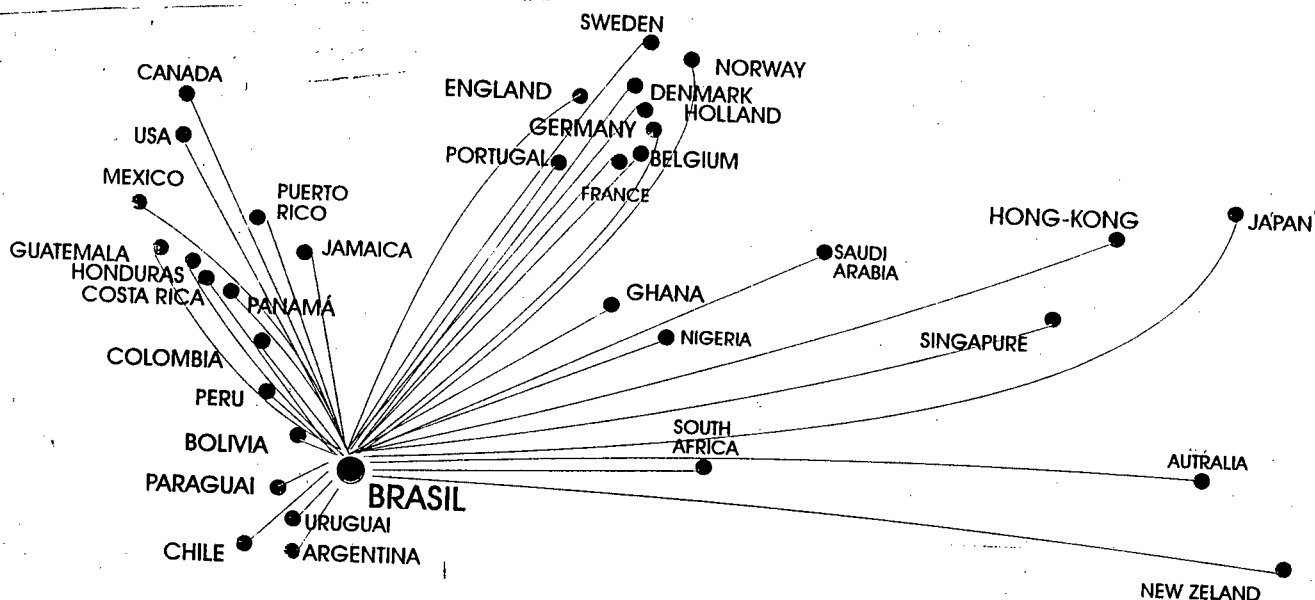 SWEDEN
NORWAY
CANADA
ENGLAND
DENMARK
HOLLAND
USA
GERMANY
PORTUGAL
BELGIUM
MEXICO
PUERTO
RICO
FRANCE
HONG-KONG
JAPAN
GUATEMALA
JAMAICA
SAUDI
ARABIA
HONDURAS
COSTA RICA
PANAMÁ
GHANA
NIGERIA
SINGAPURE
COLOMBIA
PERU
BOLIVIA
SOUTH
AFRICA
AUTRALIA
PARAGUAI
BRASIL
URUGUAI
CHILE
ARGENTINA
NEW ZELAND